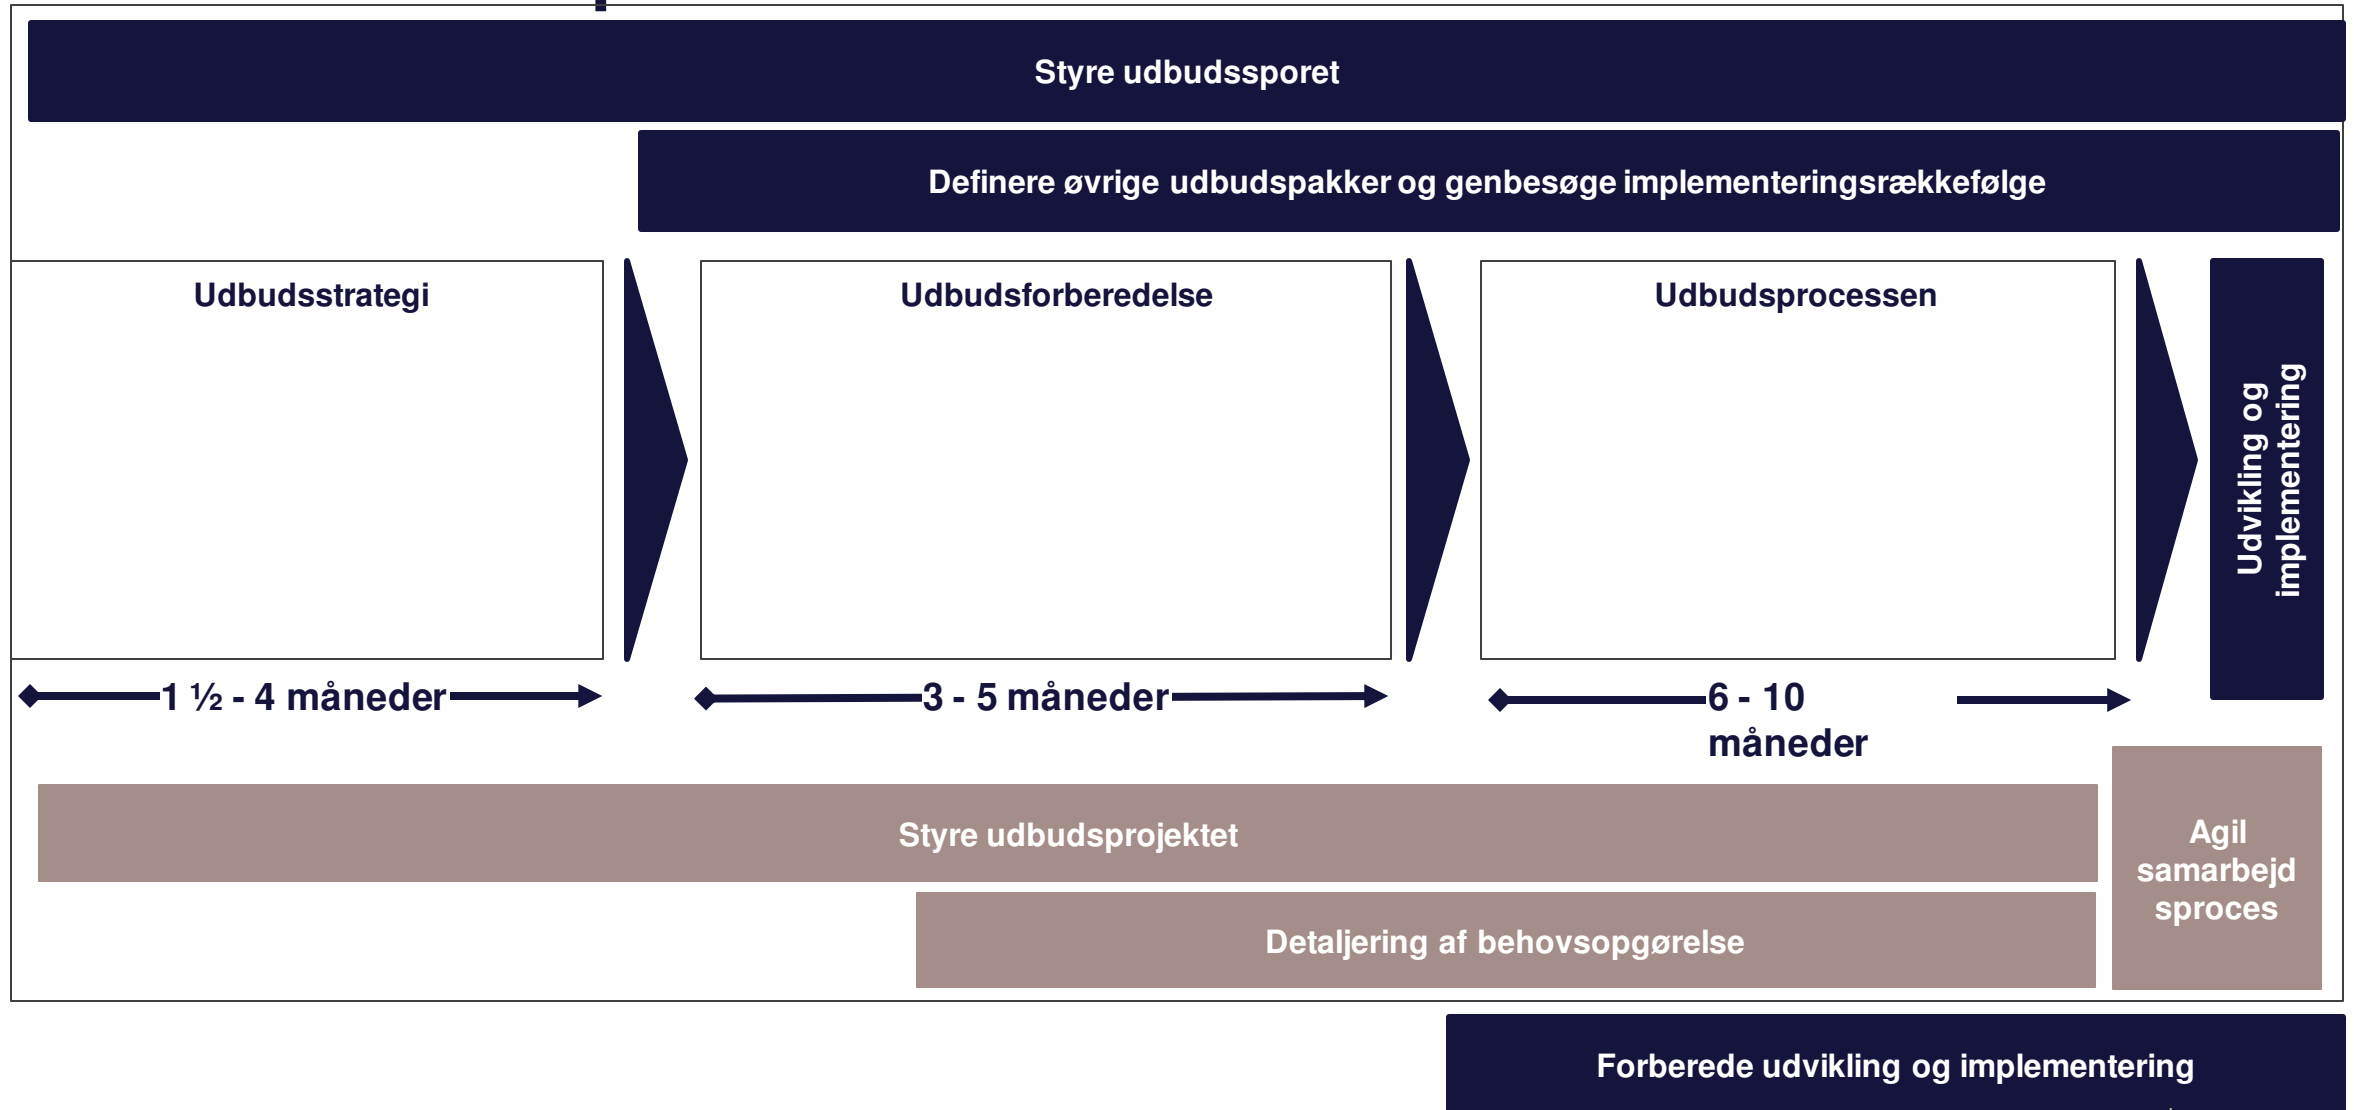 Styre udbudssporet
Definere øvrige udbudspakker og genbesøge implementeringsrækkefølge
Udbudsstrategi
Udbudsforberedelse
Udbudsprocessen
Udvikling og
implementering
1 ½ - 4 måneder
3 - 5 måneder
6 - 10
måneder
Styre udbudsprojektet
Agil
samarbejd
sproces
Detaljering af behovsopgørelse
Forberede udvikling og implementering